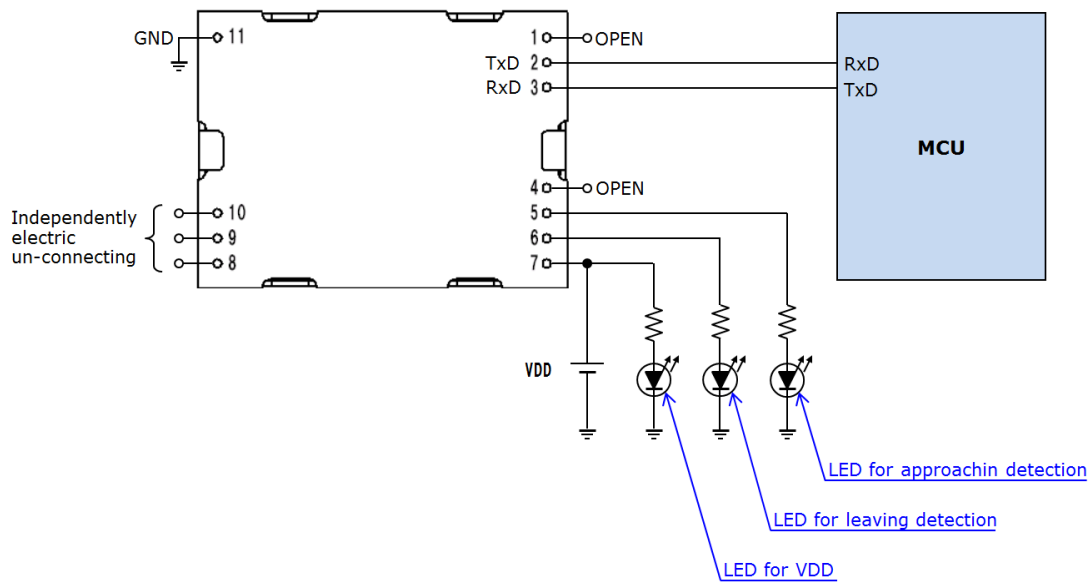 GND
11
1
OPEN
TxD
2
RxD
RxD
3
TxD
MCU
4
OPEN
Independently
electric
un-connecting
10
9
8
5
6
7
VDD
LED for approachin detection
LED for leaving detection
LED for VDD